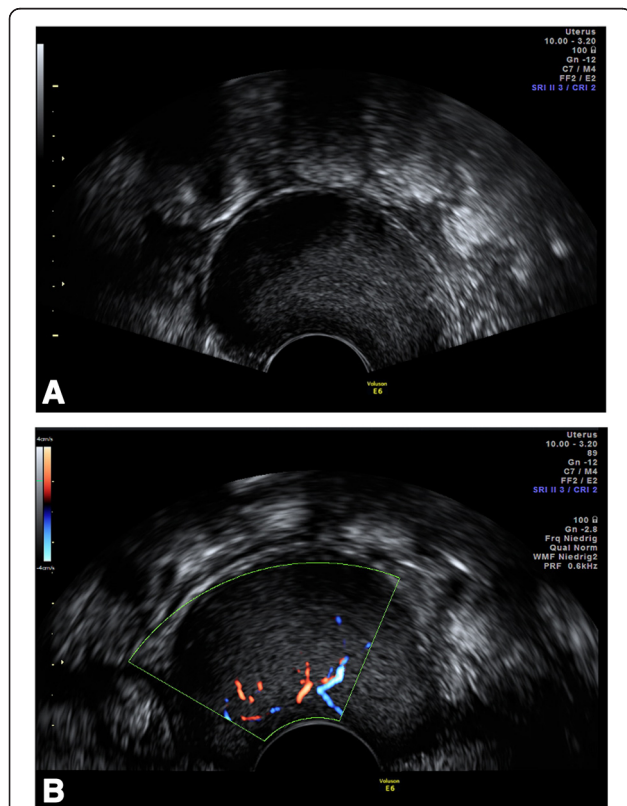 Uterus
10.00 - 3.20
100
Gn -12
C7 / M4
FF2 / E2
SRI II 3 / CRI 2
Voluson
E6
A
4cm/s
-4cm/s
Uterus
10.00 - 3.20
89
Gn -12
C7 / M4
FF2 / E2
SRI II 3 / CRI 2
100
Gn -2.8
Frq Niedrig
Qual Norm
WMF Niedrig2
PRF 0.6kHz
Voluson
E6
B